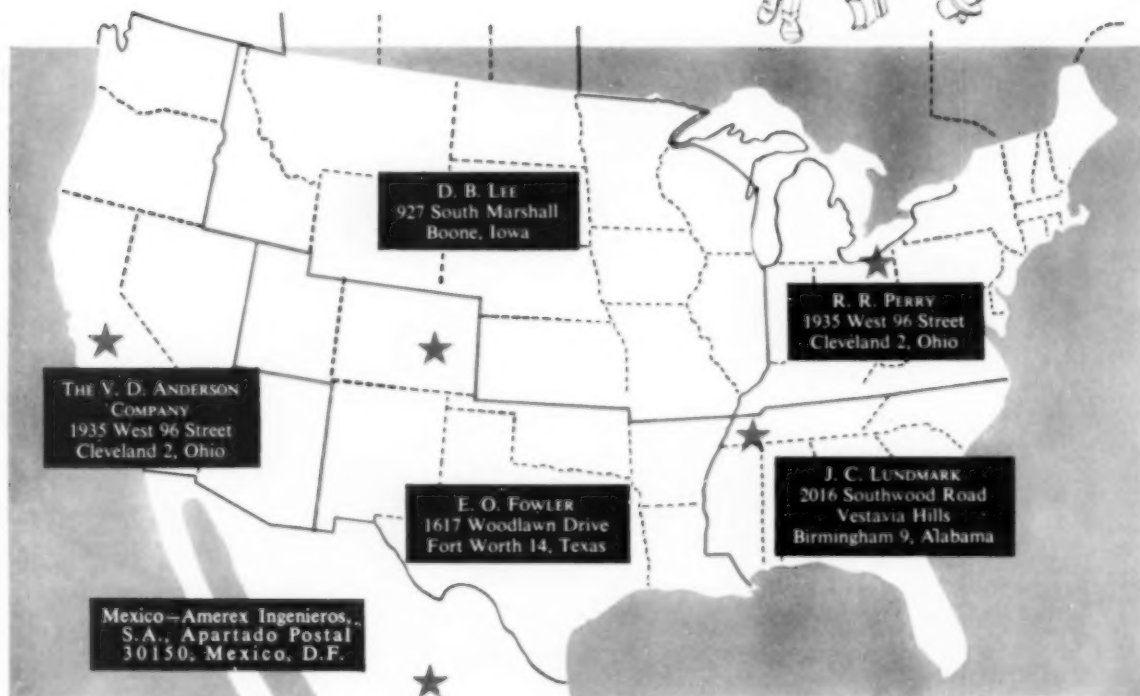 D. B. LEE
927 South Marshall
Boone, Iowa
R. R. PERRY
1935 West 96 Street
Cleveland 2, Ohio
THE V. D. ANDERSON
COMPANY
1935 West 96 Street
Cleveland 2, Ohio
E. O. FOWLER
1617 Woodlawn Drive
Fort Worth 14, Texas
J. C. LUNDMARK
2016 Southwood Road
Vestavia Hills
Birmingham 9, Alabama
Mexico—Amerex Ingenieros,
S.A., Apartado Postal
30150, Mexico, D.F.